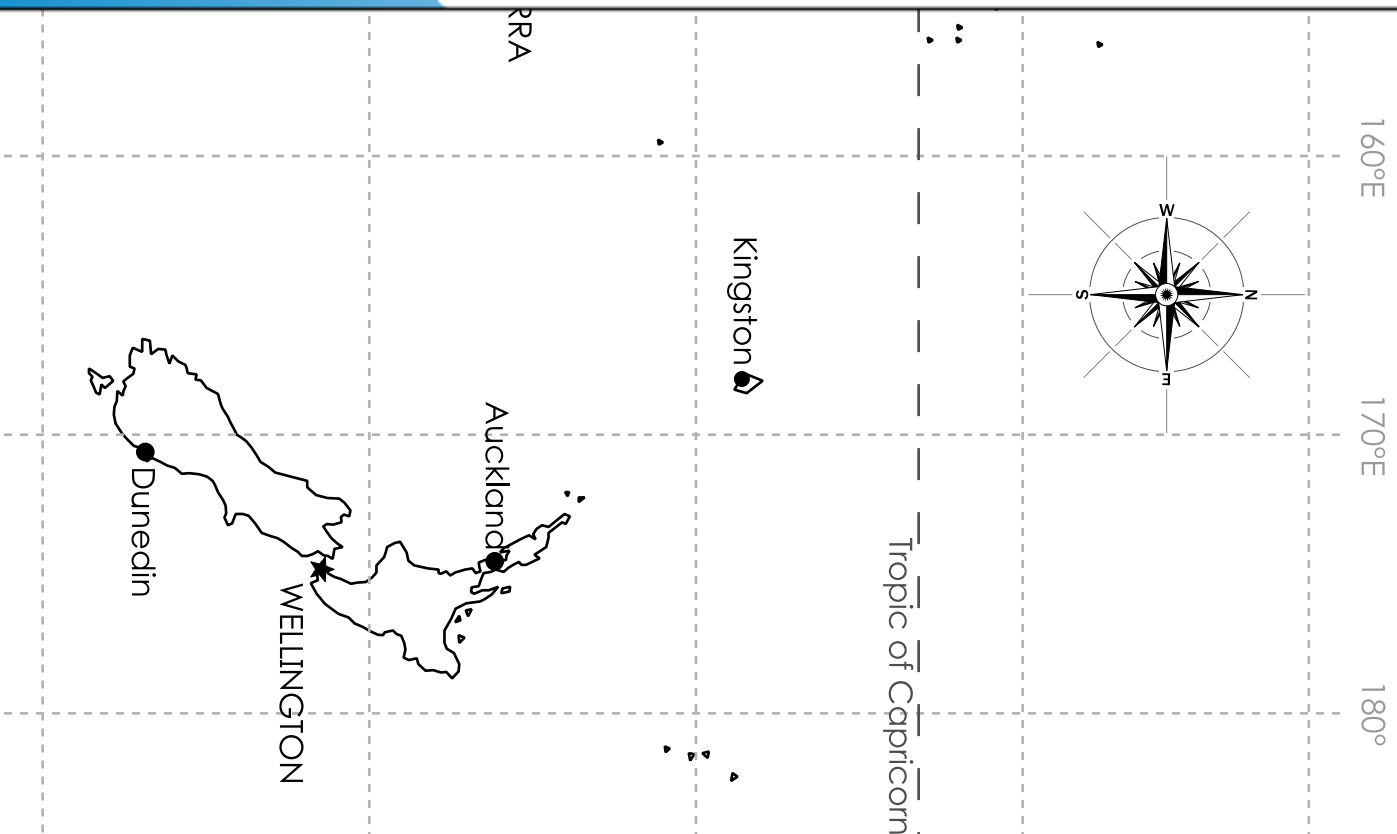 RRA
160°E
W
N
S
E
Kingston
170°E
Auckland
Dunedin
Tropic of Capricorn
WELLINGTON
180°